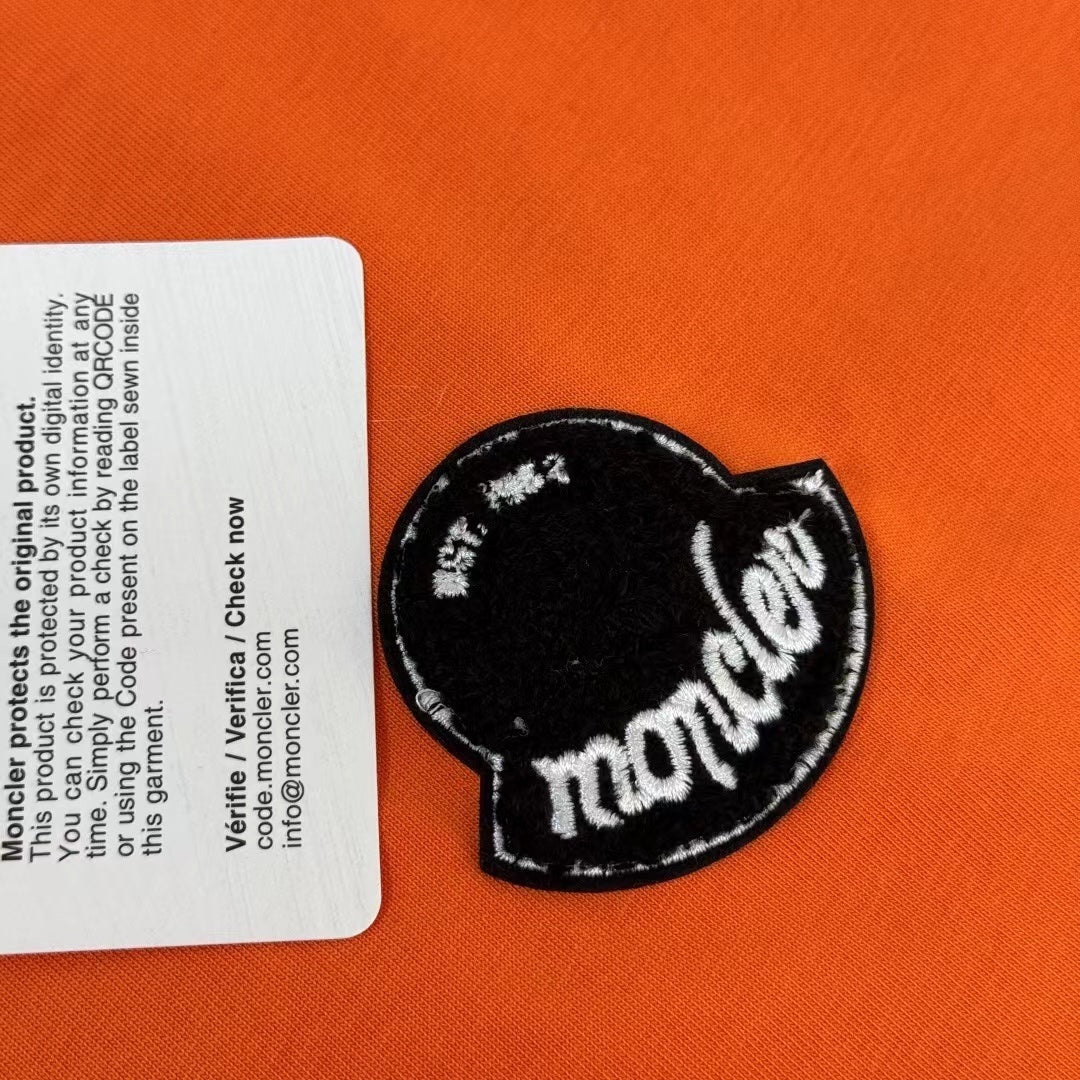 Moncler protects the original product.
This product is protected by its own digital identity.
You can check your product information at any
time. Simply perform a check by reading QRCODE
or using the Code present on the label sewn inside
this garment.
Vérifie / Verifica / Check now
code.moncler.com
info@moncler.com
EST.
moncler